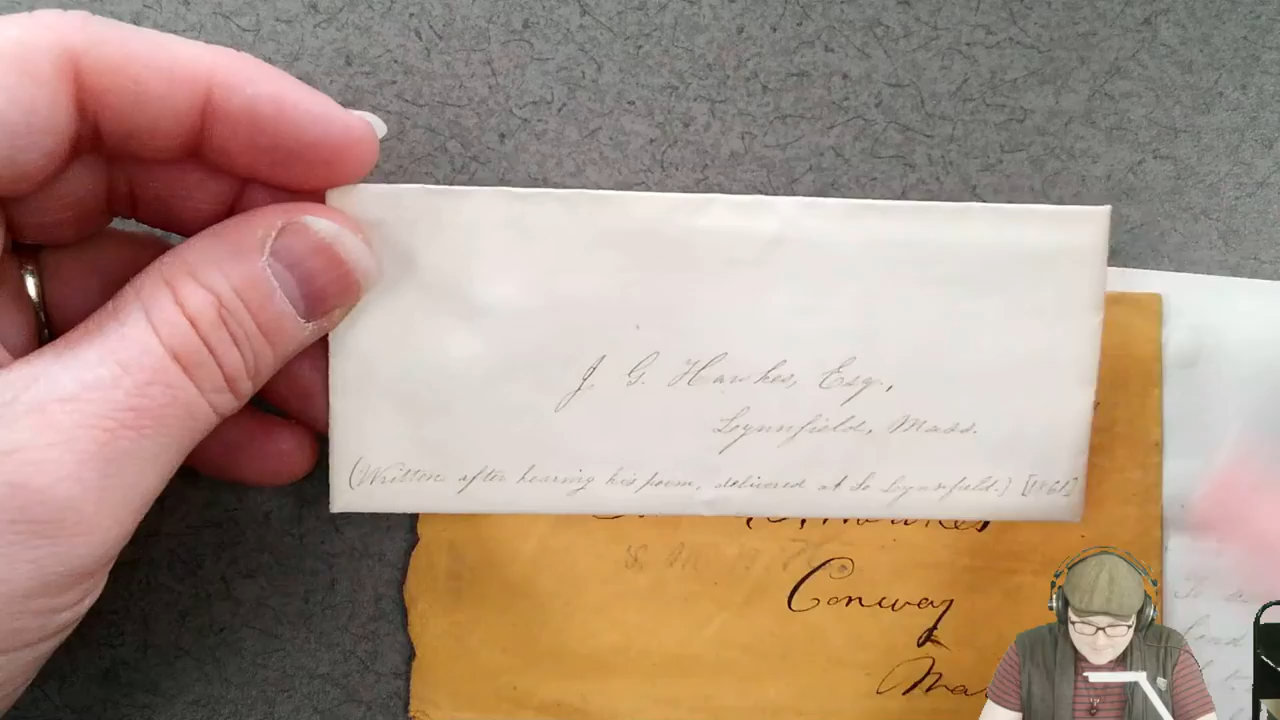 J. G. Hawkes, Esq.,
Lynnfield, Mass.
(Written after hearing his poem, delivered at So Lynnfield.) [1861]
Conway